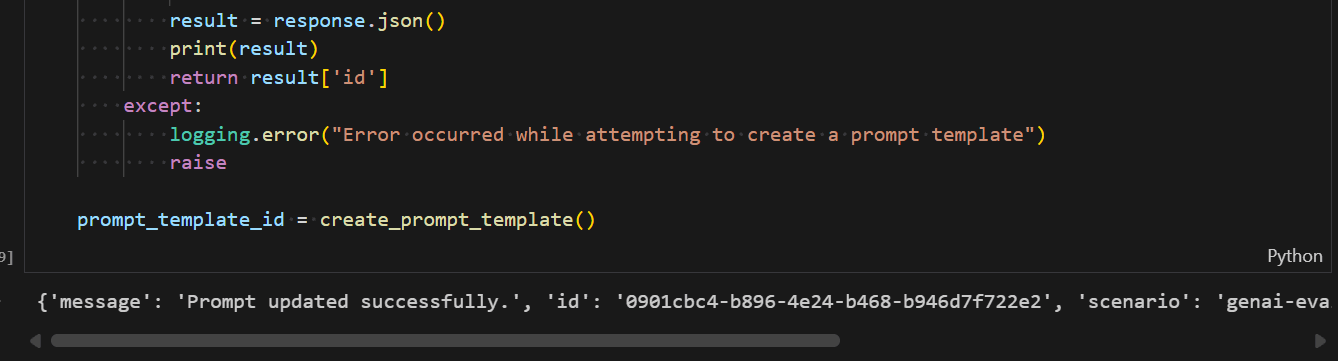 result = response.json()
print(result)
return result['id']
except:
logging.error("Error occurred while attempting to create a prompt template")
raise
prompt_template_id = create_prompt_template()
9]
Python
{'message': 'Prompt updated successfully.', 'id': '0901cbc4-b896-4e24-b468-b946d7f722e2', 'scenario': 'genai-eva